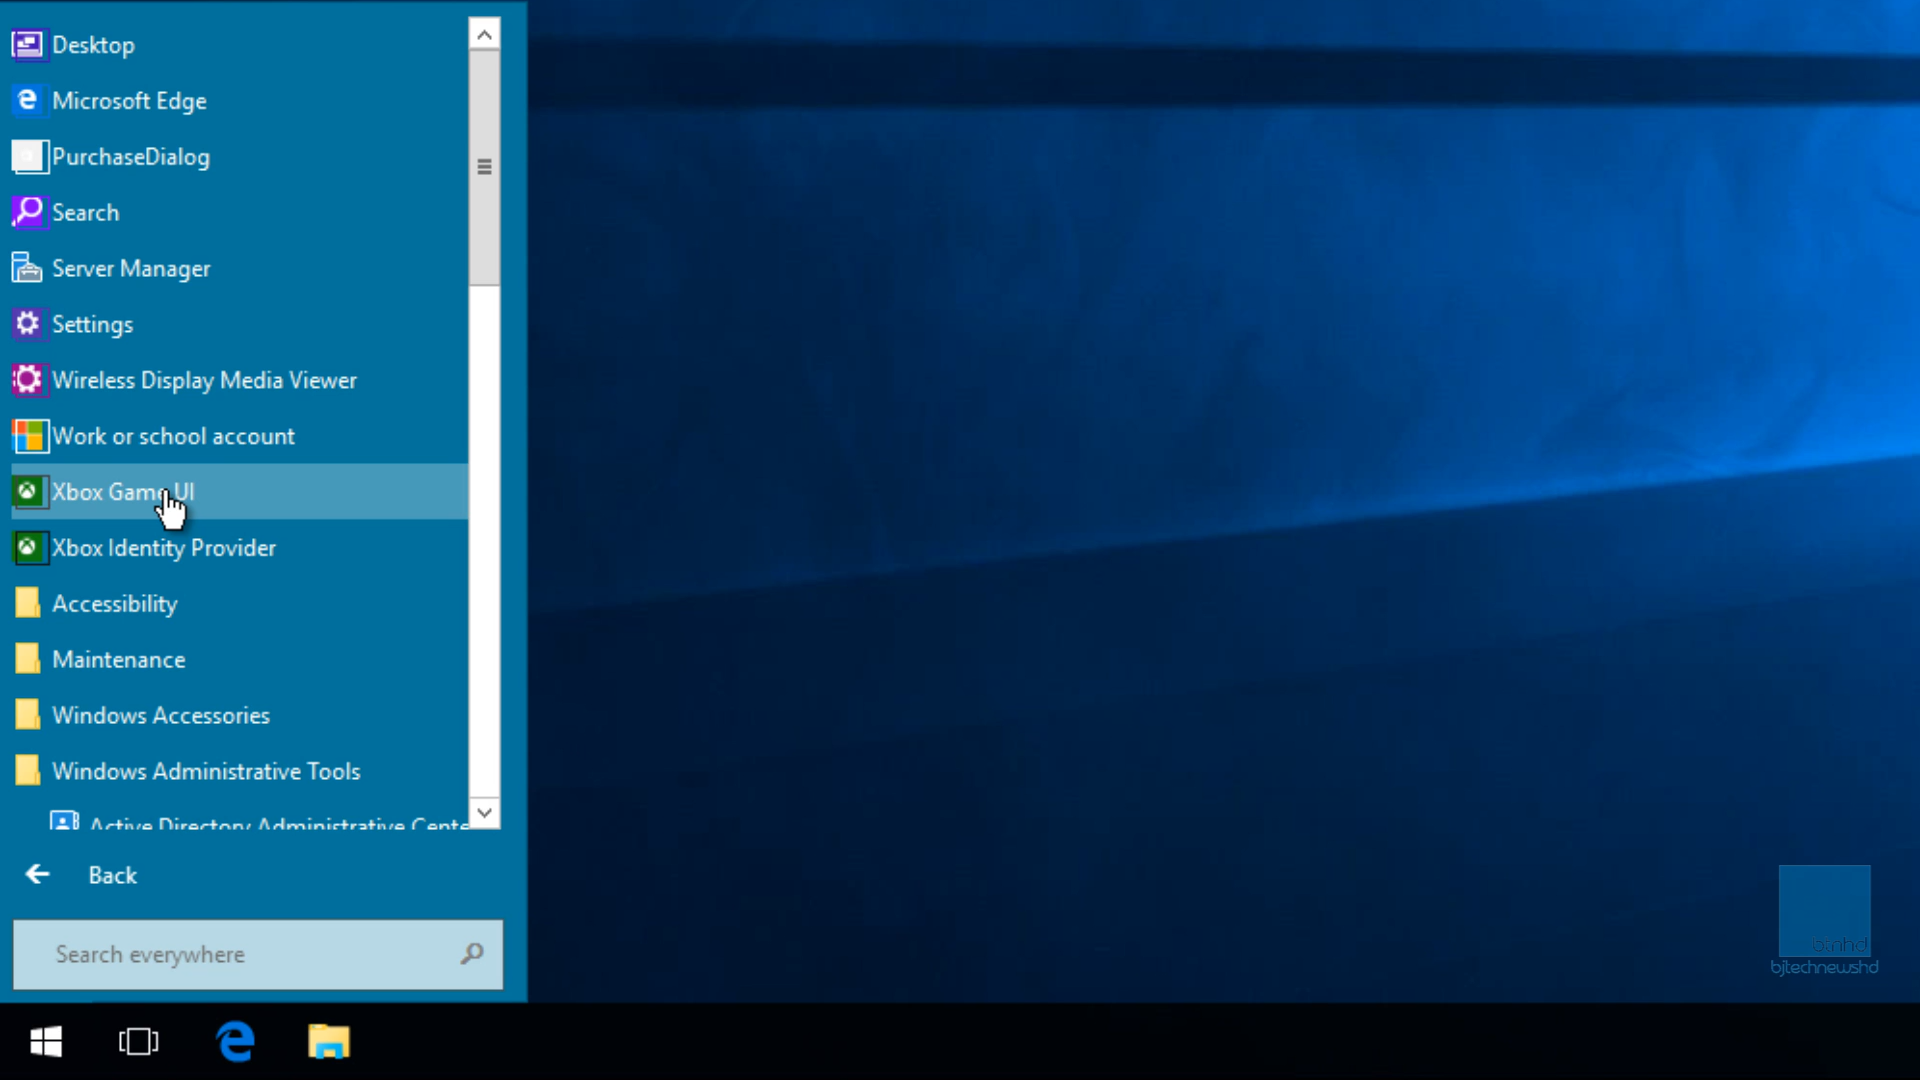 Desktop
Microsoft Edge
PurchaseDialog
Search
Server Manager
Settings
Wireless Display Media Viewer
Work or school account
Xbox Game UI
Xbox Identity Provider
Accessibility
Maintenance
Windows Accessories
Windows Administrative Tools
Active Directory Administrative Cente
Back
Search everywhere
bjtechnewshd